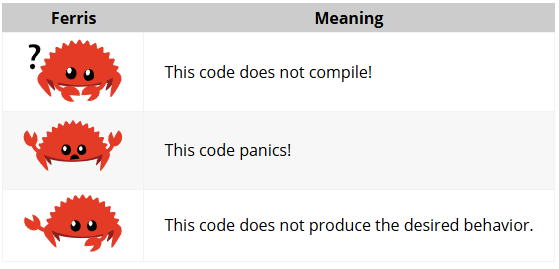 Ferris Meaning
?
This code does not compile!
This code panics!
This code does not produce the desired behavior.